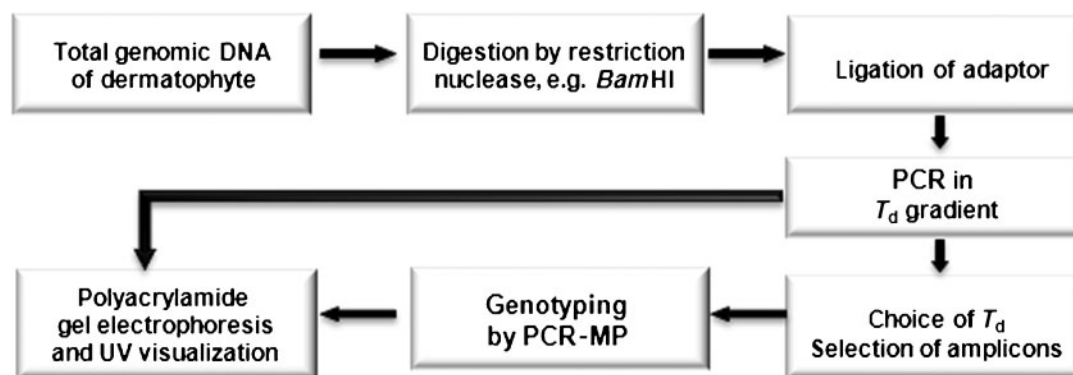 Total genomic DNA
of dermatophyte
Digestion by restriction
nuclease, e.g. BamHI
Ligation of adaptor
PCR in
Td gradient
Choice of Td
Selection of amplicons
Genotyping
by PCR-MP
Polyacrylamide
gel electrophoresis
and UV visualization